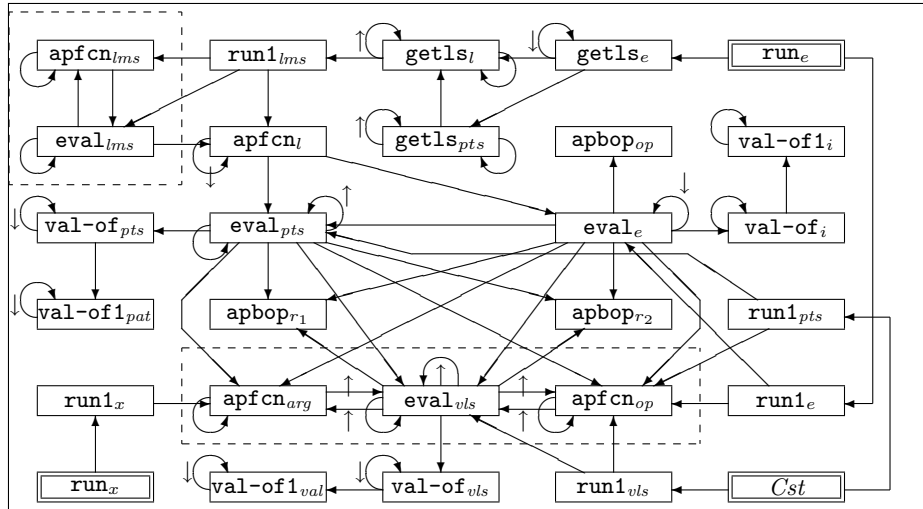 apfcn_lms run1_lms ↑ getls_l ↓ getls_e run_e
eval_lms apfcn_l ↑ getls_pts apbop_op val-of1_i
↓ ↑ ↓
↓ val-of_pts eval_pts eval_e val-of_i
↓ val-of1_pat apbop_r1 apbop_r2 run1_pts
run1_x apfcn_arg ↑ ↑ eval_vls ↑ ↑ ↑ apfcn_op run1_e
run_x ↓ val-of1_val ↓ val-of_vls run1_vls Cst